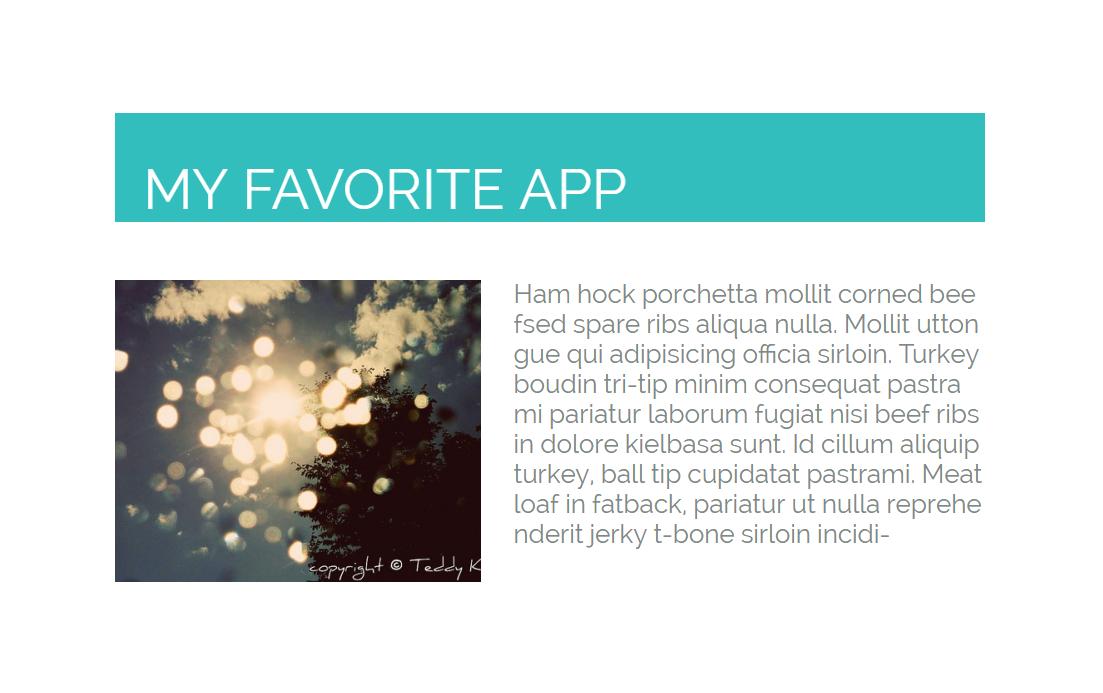 MY FAVORITE APP
Ham hock porchetta mollit corned bee
fsed spare ribs aliqua nulla. Mollit utton
gue qui adipisicing officia sirloin. Turkey
boudin tri-tip minim consequat pastra
mi pariatur laborum fugiat nisi beef ribs
in dolore kielbasa sunt. Id cillum aliquip
turkey, ball tip cupidatat pastrami. Meat
loaf in fatback, pariatur ut nulla reprehe
nderit jerky t-bone sirloin incidi-
copyright © Teddy K